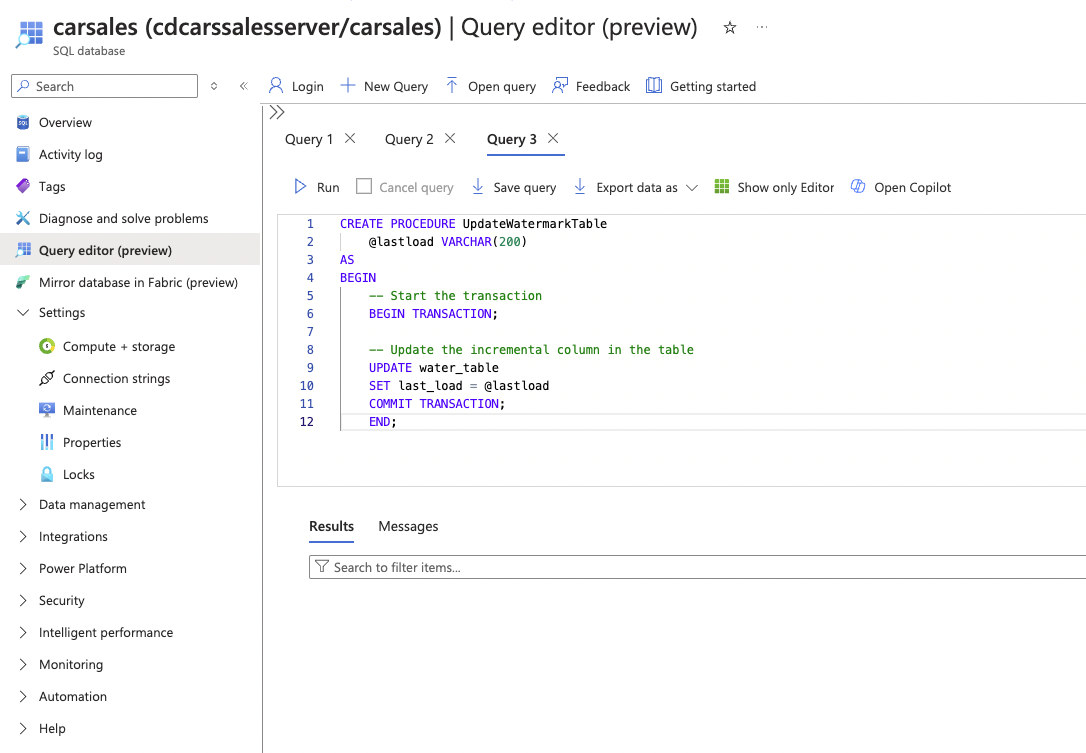 carsales (cdcarssalesserver/carsales) | Query editor (preview)
SQL database
Search
Login
New Query
Open query
Feedback
Getting started
Overview
Activity log
Tags
Diagnose and solve problems
Query editor (preview)
Mirror database in Fabric (preview)
Settings
Compute + storage
Connection strings
Maintenance
Properties
Locks
Data management
Integrations
Power Platform
Security
Intelligent performance
Monitoring
Automation
Help
Query 1
Query 2
Query 3
Run
Cancel query
Save query
Export data as
Show only Editor
Open Copilot
1 CREATE PROCEDURE UpdateWatermarkTable
2 @lastload VARCHAR(200)
3 AS
4 BEGIN
5 -- Start the transaction
6 BEGIN TRANSACTION;
7
8 -- Update the incremental column in the table
9 UPDATE water_table
10 SET last_load = @lastload
11 COMMIT TRANSACTION;
12 END;
Results
Messages
Search to filter items...